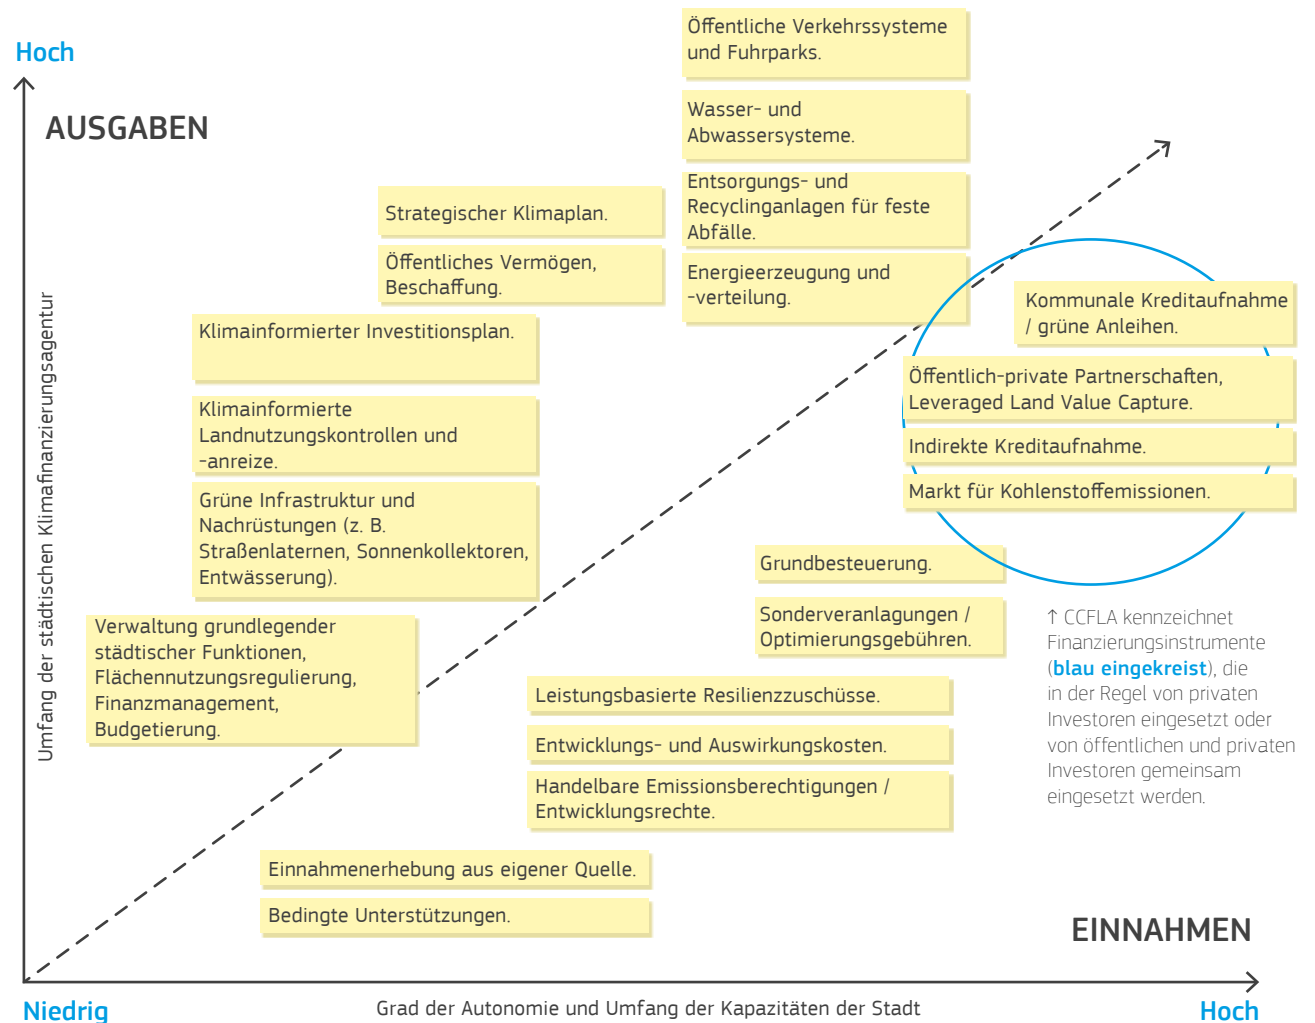 Hoch
AUSGABEN
Umfang der städtischen Klimafinanzierungsagentur
Öffentliche Verkehrssysteme
und Fuhrparks.
Wasser- und
Abwassersysteme.
Entsorgungs- und
Recyclinganlagen für feste
Abfälle.
Energieerzeugung und
-verteilung.
Strategischer Klimaplan.
Öffentliches Vermögen,
Beschaffung.
Klimainformierter Investitionsplan.
Klimainformierte
Landnutzungskontrollen und
-anreize.
Grüne Infrastruktur und
Nachrüstungen (z. B.
Straßenlaternen, Sonnenkollektoren,
Entwässerung).
Verwaltung grundlegender
städtischer Funktionen,
Flächennutzungsregulierung,
Finanzmanagement,
Budgetierung.
Kommunale Kreditaufnahme
/ grüne Anleihen.
Öffentlich-private Partnerschaften,
Leveraged Land Value Capture.
Indirekte Kreditaufnahme.
Markt für Kohlenstoffemissionen.
Grundbesteuerung.
Sonderveranlagungen /
Optimierungsgebühren.
Leistungsbasierte Resilienzzuschüsse.
Entwicklungs- und Auswirkungskosten.
Handelbare Emissionsberechtigungen /
Entwicklungsrechte.
Einnahmenerhebung aus eigener Quelle.
Bedingte Unterstützungen.
↑ CCFLA kennzeichnet
Finanzierungsinstrumente
(blau eingekreist), die
in der Regel von privaten
Investoren eingesetzt oder
von öffentlichen und privaten
Investoren gemeinsam
eingesetzt werden.
EINNAHMEN
Niedrig
Grad der Autonomie und Umfang der Kapazitäten der Stadt
Hoch